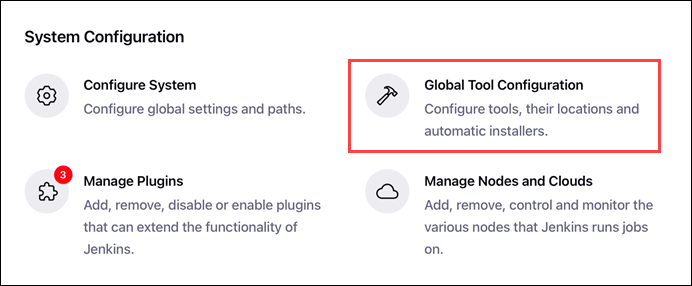 System Configuration
Configure System
Configure global settings and paths.
Global Tool Configuration
Configure tools, their locations and
automatic installers.
3
Manage Plugins
Add, remove, disable or enable plugins
that can extend the functionality of
Jenkins.
Manage Nodes and Clouds
Add, remove, control and monitor the
various nodes that Jenkins runs jobs
on.